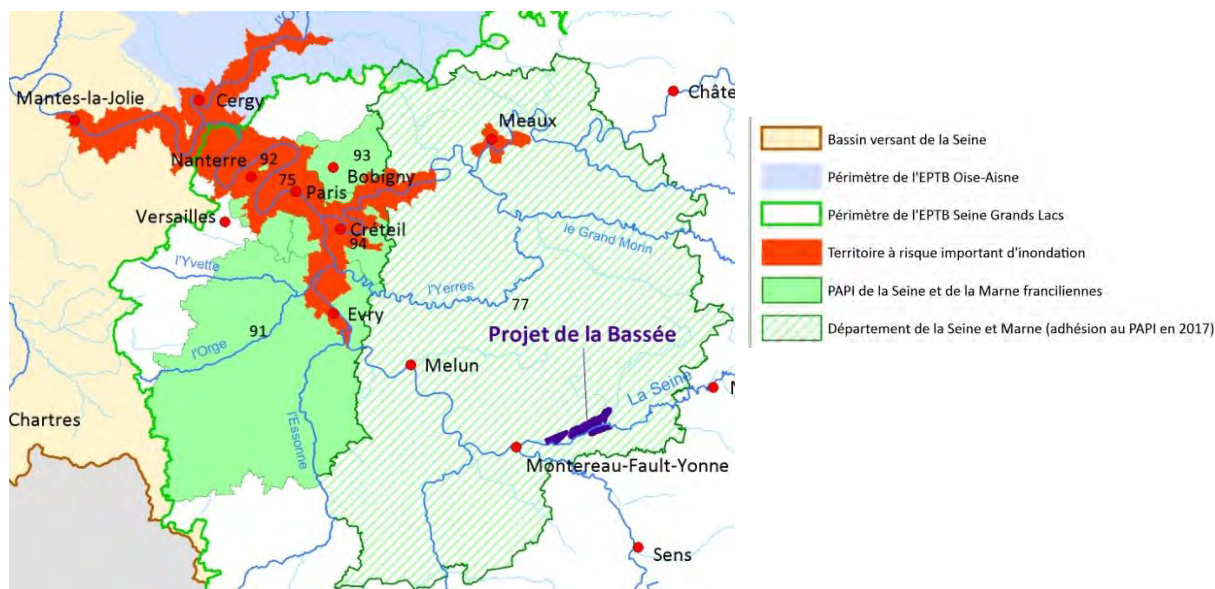 l'O
Mantes-la-Jolie
Cergy
Châte
Meaux
Nanterre
92
93
75
Bobigny
Paris
Versailles
Créteil
94
le Grand Morin
l'Yvette
l'Yerres
77
Evry
91
Projet de la Bassée
l'Orge
Melun
La Seine
N
Chartres
l'Essonne
Montereau-Fault-Yonne
Sens
Bassin versant de la Seine
Périmètre de l'EPTB Oise-Aisne
Périmètre de l'EPTB Seine Grands Lacs
Territoire à risque important d'inondation
PAPI de la Seine et de la Marne franciliennes
Département de la Seine et Marne (adhésion au PAPI en 2017)